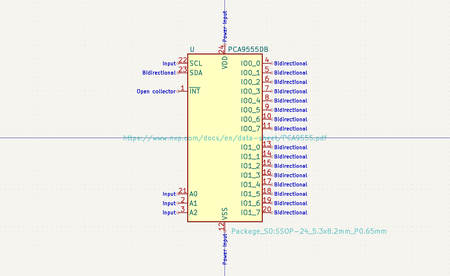 Power Input
24
U
PCA9555DB
VDD
Input 22 SCL IO0_0 4 Bidirectional
Bidirectional 23 SDA IO0_1 5 Bidirectional
IO0_2 6 Bidirectional
Open collector 1 INT IO0_3 7 Bidirectional
IO0_4 8 Bidirectional
IO0_5 9 Bidirectional
IO0_6 10 Bidirectional
IO0_7 11 Bidirectional
https://www.nxp.com/docs/en/data-sheet/PCA9555.pdf
IO1_0 13 Bidirectional
IO1_1 14 Bidirectional
IO1_2 15 Bidirectional
IO1_3 16 Bidirectional
IO1_4 17 Bidirectional
Input 21 A0 IO1_5 18 Bidirectional
Input 2 A1 IO1_6 19 Bidirectional
Input 3 A2 IO1_7 20 Bidirectional
VSS
12
Package_SO:SSOP-24_5.3x8.2mm_P0.65mm
Power Input